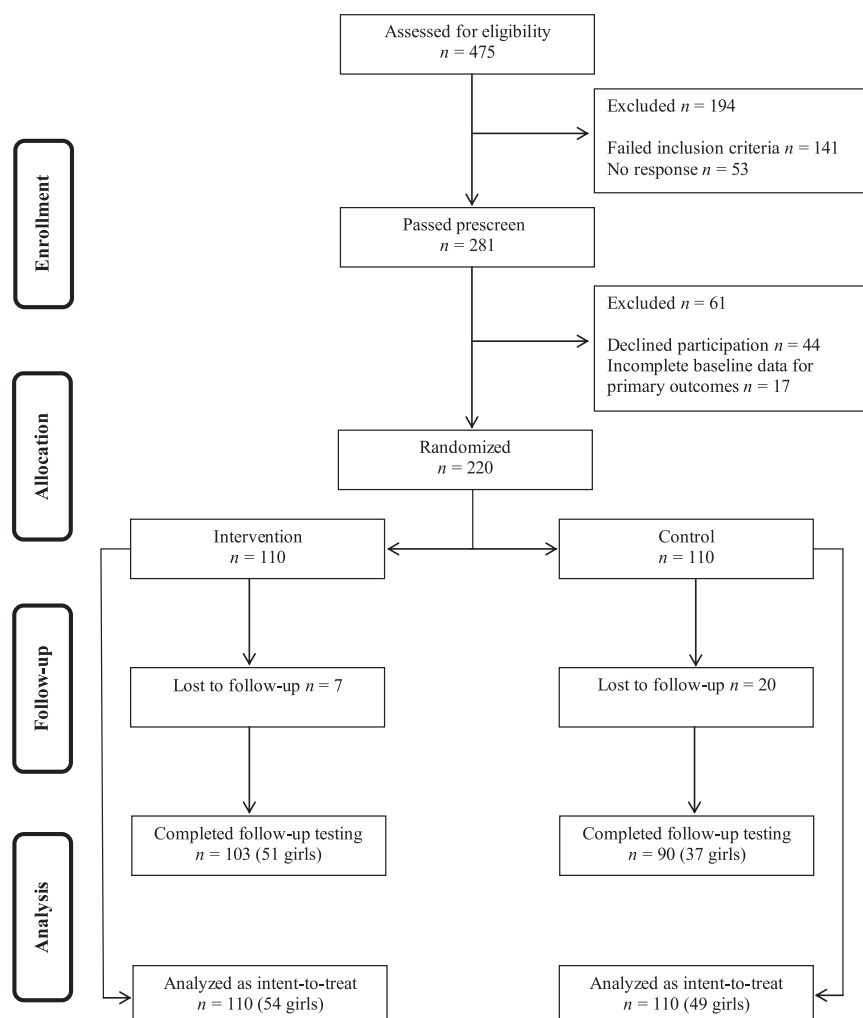 Assessed for eligibility
n = 475
Excluded n = 194
Failed inclusion criteria n = 141
No response n = 53
Enrollment
Passed prescreen
n = 281
Excluded n = 61
Declined participation n = 44
Incomplete baseline data for
primary outcomes n = 17
Allocation
Randomized
n = 220
Intervention
n = 110
Control
n = 110
Follow-up
Lost to follow-up n = 7
Lost to follow-up n = 20
Completed follow-up testing
n = 103 (51 girls)
Completed follow-up testing
n = 90 (37 girls)
Analysis
Analyzed as intent-to-treat
n = 110 (54 girls)
Analyzed as intent-to-treat
n = 110 (49 girls)